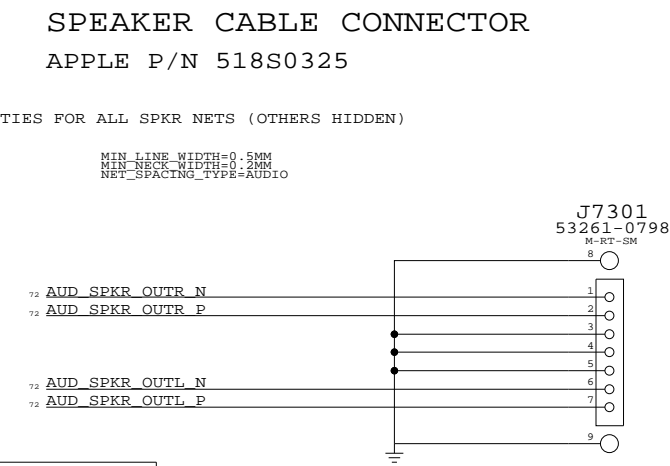 SPEAKER CABLE CONNECTOR
APPLE P/N 518S0325
TIES FOR ALL SPKR NETS (OTHERS HIDDEN)
MIN_LINE_WIDTH=0.5MM
MIN_NECK_WIDTH=0.2MM
NET_SPACING_TYPE=AUDIO
J7301
53261-0798
M-RT-SM
8
72 AUD_SPKR_OUTR_N 1
72 AUD_SPKR_OUTR_P 2
3
4
5
72 AUD_SPKR_OUTL_N 6
72 AUD_SPKR_OUTL_P 7
9